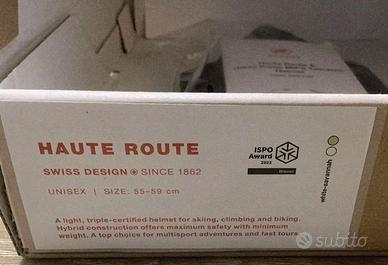 HAUTE ROUTE
SWISS DESIGN SINCE 1862
UNISEX | SIZE: 55-59 cm
A light, triple-certified helmet for skiing, climbing and biking.
Hybrid construction offers maximum safety with minimum
weight. A top choice for multisport adventures and fast tours.
ISPO
Award
2022
Winner
white-savannah
subito